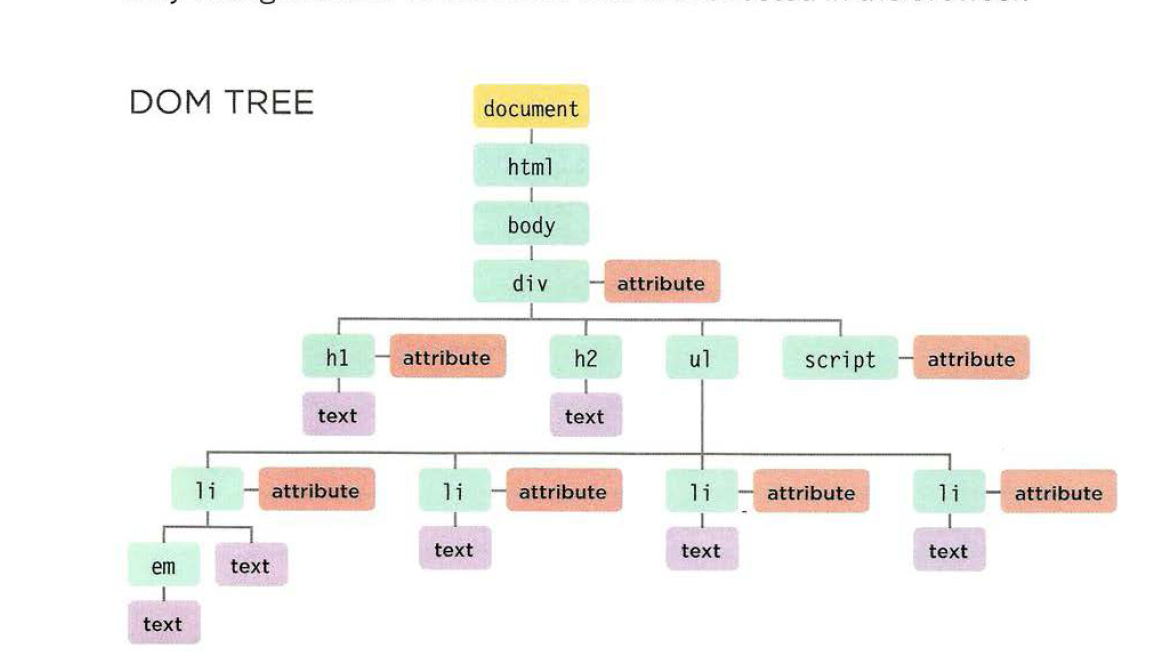 DOM TREE
document
html
body
div attribute
h1 attribute h2 ul script attribute
text text
li attribute li attribute li attribute li attribute
text text text
em text
text